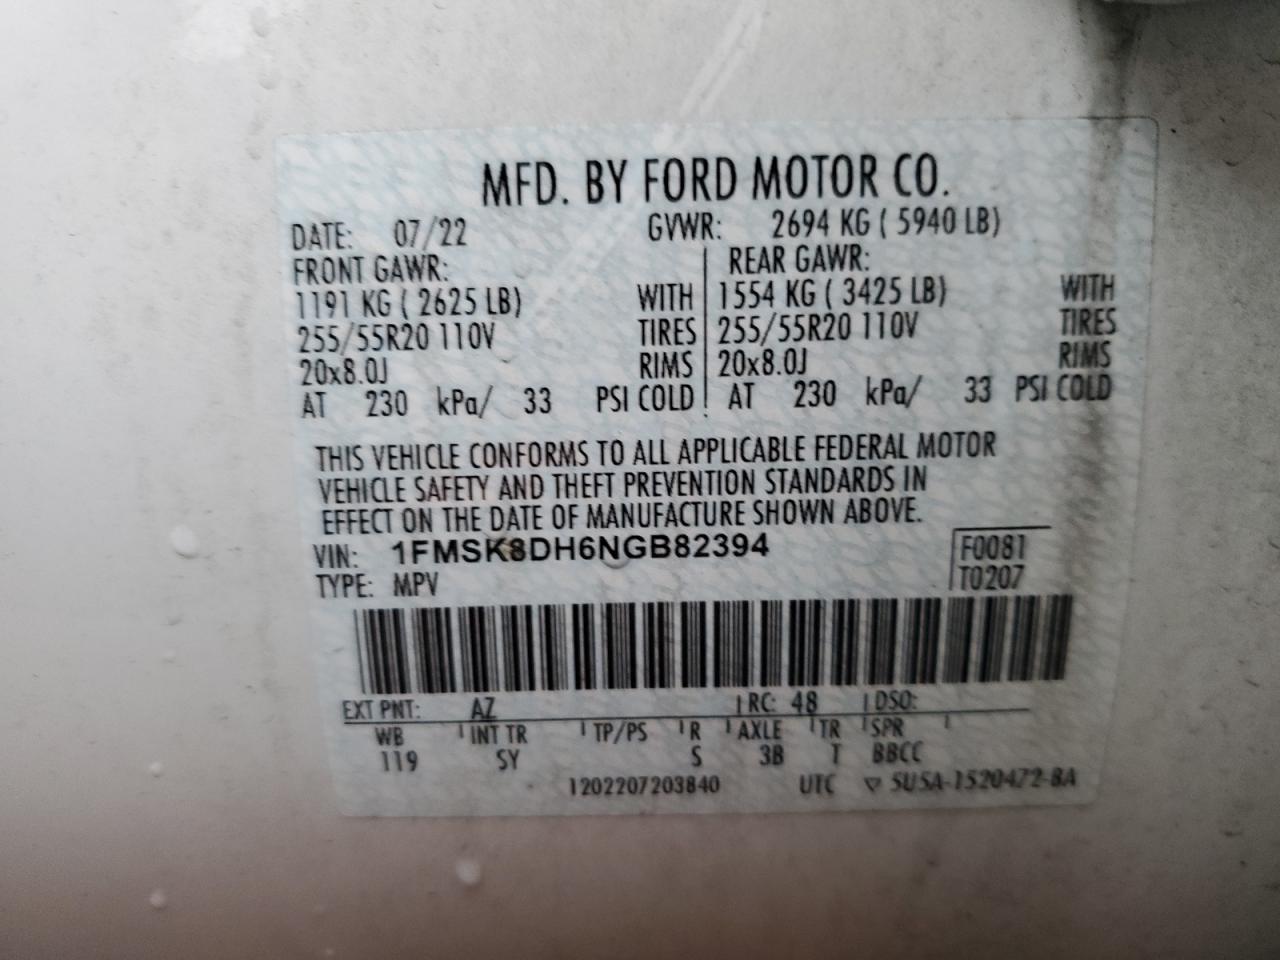 MFD. BY FORD MOTOR CO.
DATE: 07/22 GVWR: 2694 KG ( 5940 LB)
FRONT GAWR: REAR GAWR:
1191 KG ( 2625 LB) WITH 1554 KG ( 3425 LB) WITH
255/55R20 110V TIRES 255/55R20 110V TIRES
20x8.0J RIMS 20x8.0J RIMS
AT 230 kPa/ 33 PSI COLD AT 230 kPa/ 33 PSI COLD
THIS VEHICLE CONFORMS TO ALL APPLICABLE FEDERAL MOTOR
VEHICLE SAFETY AND THEFT PREVENTION STANDARDS IN
EFFECT ON THE DATE OF MANUFACTURE SHOWN ABOVE.
VIN: 1FMSK8DH6NGB82394 F0081
TYPE: MPV T0207
EXT PNT: AZ RC: 48 DSO:
WB INT TR TP/PS R AXLE TR SPR
119 SY S 3B T BBCC
1202207203840 UTC ▽ 5U5A-1520472-BA